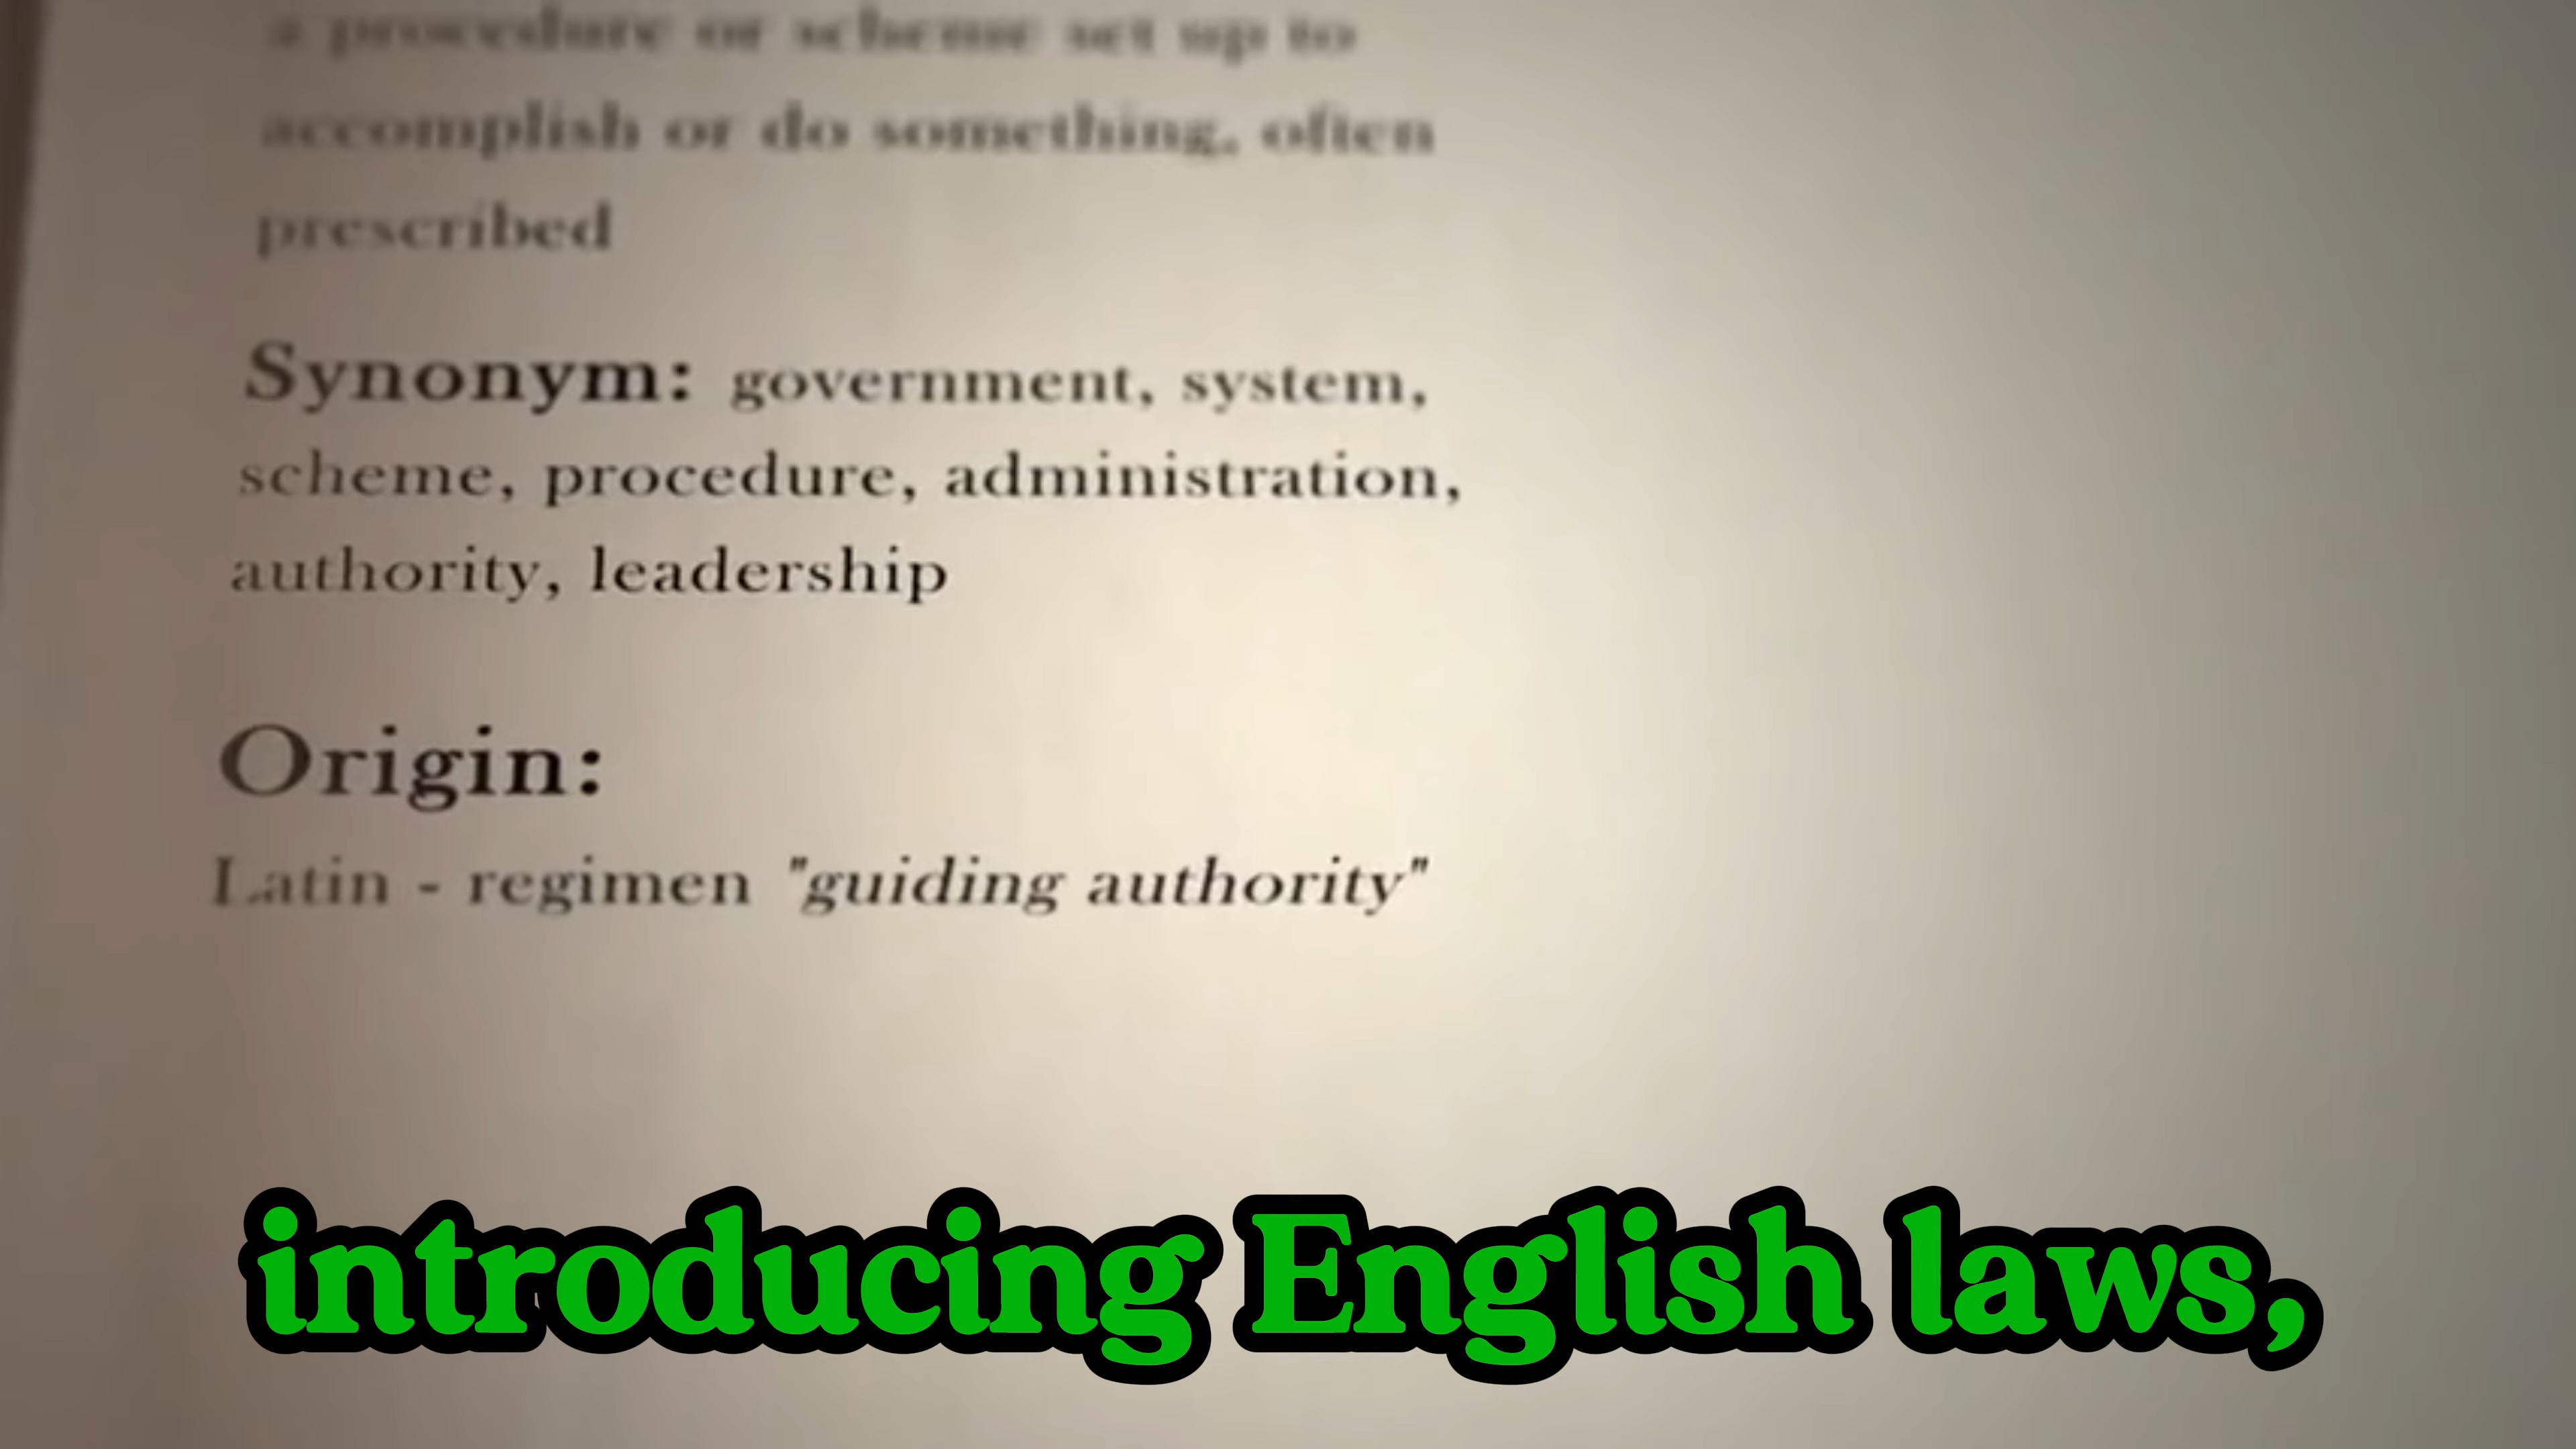 a procedure or scheme set up to
accomplish or do something, often
prescribed
Synonym: government, system,
scheme, procedure, administration,
authority, leadership
Origin:
Latin - regimen "guiding authority"
introducing English laws,